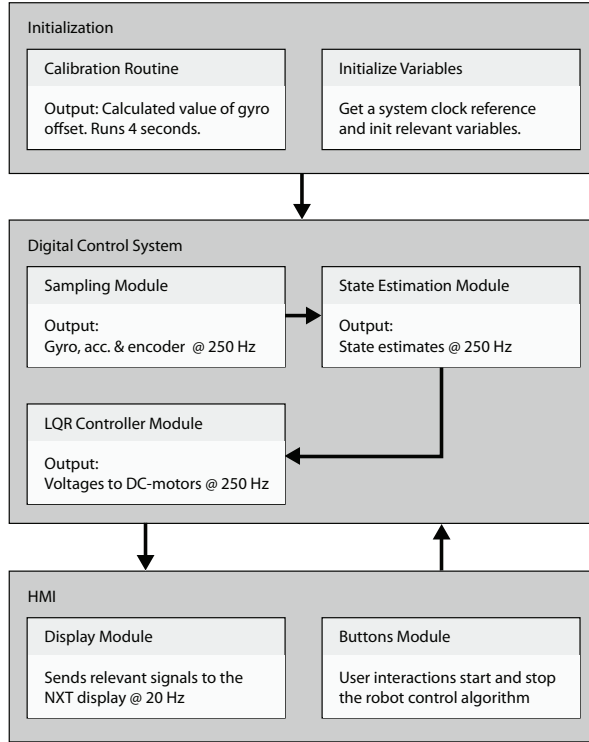 Initialization
Calibration Routine
Output: Calculated value of gyro
offset. Runs 4 seconds.
Initialize Variables
Get a system clock reference
and init relevant variables.
Digital Control System
Sampling Module
Output:
Gyro, acc. & encoder @ 250 Hz
State Estimation Module
Output:
State estimates @ 250 Hz
LQR Controller Module
Output:
Voltages to DC-motors @ 250 Hz
HMI
Display Module
Sends relevant signals to the
NXT display @ 20 Hz
Buttons Module
User interactions start and stop
the robot control algorithm